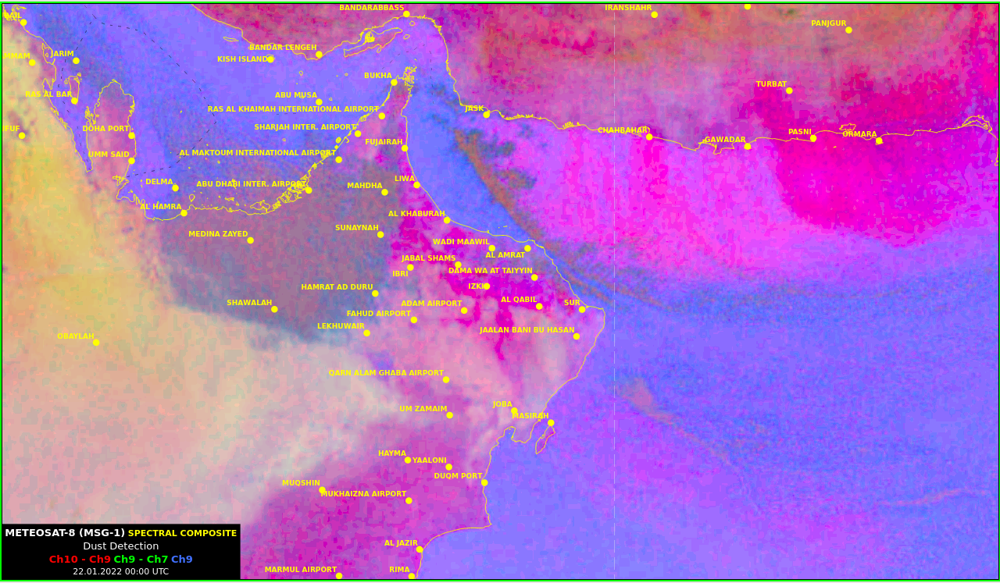 BANDARABBASS
IRANSHAHR
PANJGUR
BANDAR LENGEH
JARIM
KISH ISLAND
BUKHA
TURBAT
RAS AL BAR
ABU MUSA
RAS AL KHAIMAH INTERNATIONAL AIRPORT
JASK
DOHA PORT
SHARJAH INTER. AIRPORT
CHAHBAHAR
PASNI
ORMARA
FUJAIRAH
GAWADAR
UMM SAID
AL MAKTOUM INTERNATIONAL AIRPORT
DELMA
ABU DHABI INTER. AIRPORT
MAHDHA
LIWA
AL HAMRA
AL KHABURAH
MEDINA ZAYED
SUNAYNAH
WADI MAAWIL
JABAL SHAMS
AL AMRAT
IBRI
DAMA WA AT TAIYYIN
HAMRAT AD DURU
IZKI
SHAWALAH
ADAM AIRPORT
AL QABIL
SUR
FAHUD AIRPORT
LEKHUWAIR
JAALAN BANI BU HASAN
OBAYLAH
QARN ALAM GHABA AIRPORT
UM ZAMAIM
JOBA
MASIRAH
HAYMA
YAALONI
DUQM PORT
MUQSHIN
MUKHAIZNA AIRPORT
AL JAZIR
MARMUL AIRPORT
RIMA
METEOSAT-8 (MSG-1) SPECTRAL COMPOSITE
Dust Detection
Ch10 - Ch9 Ch9 - Ch7 Ch9
22.01.2022 00:00 UTC